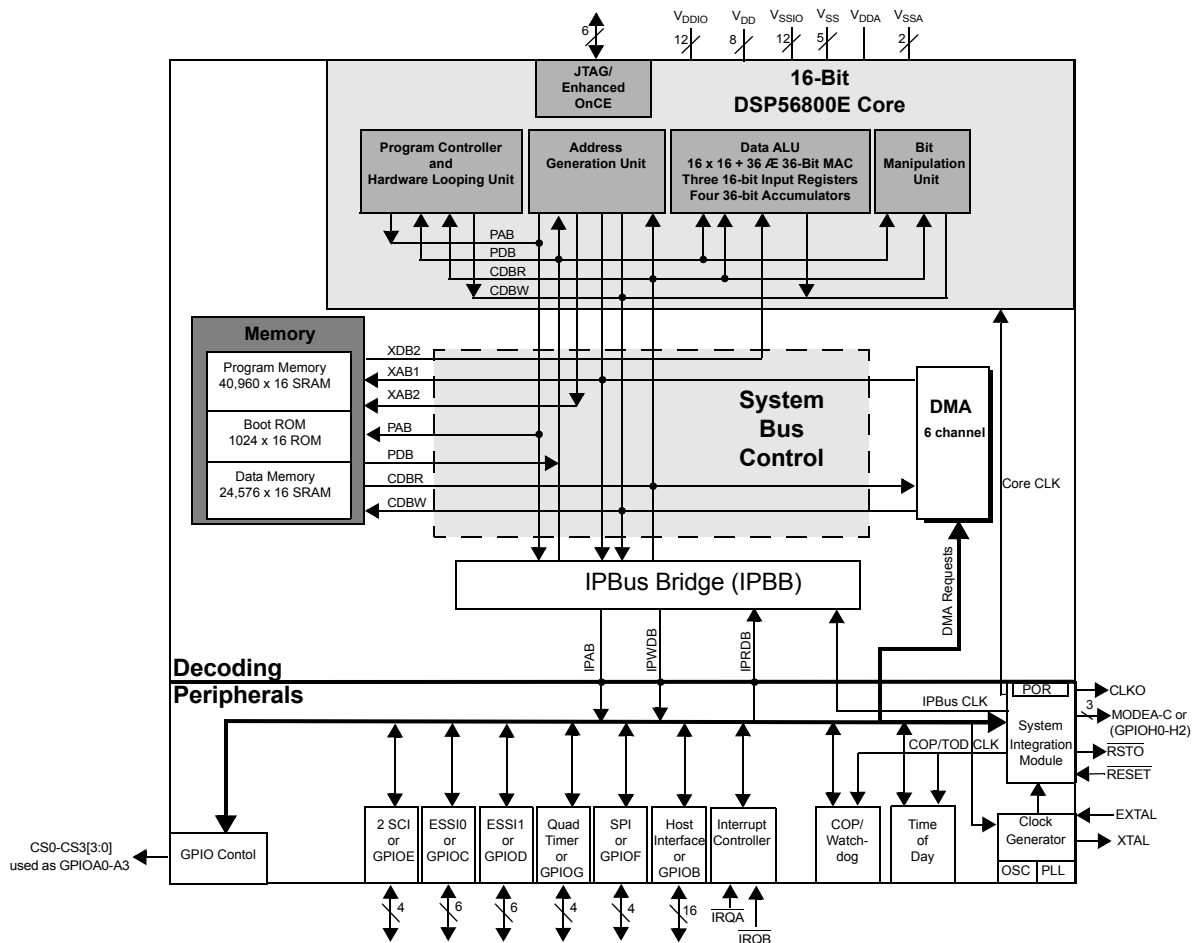 V_DDIO V_DD V_SSIO V_SS V_DDA V_SSA
6 12 8 12 5 2
JTAG/
Enhanced
OnCE
16-Bit
DSP56800E Core
Program Controller
and
Hardware Looping Unit
Address
Generation Unit
Data ALU
16 x 16 + 36 Æ 36-Bit MAC
Three 16-bit Input Registers
Four 36-bit Accumulators
Bit
Manipulation
Unit
PAB
PDB
CDBR
CDBW
Memory
Program Memory
40,960 x 16 SRAM
Boot ROM
1024 x 16 ROM
Data Memory
24,576 x 16 SRAM
XDB2
XAB1
XAB2
PAB
PDB
CDBR
CDBW
System
Bus
Control
DMA
6 channel
Core CLK
IPBus Bridge (IPBB)
IPAB
IPWDB
IPRDB
DMA Requests
Decoding
Peripherals
IPBus CLK
COP/TOD CLK
POR
System
Integration
Module
CLKO
3
MODEA-C or
(GPIOH0-H2)
RSTO
RESET
EXTAL
XTAL
Clock
Generator
OSC PLL
CS0-CS3[3:0]
used as GPIOA0-A3
GPIO Contol
2 SCI
or
GPIOE
ESSI0
or
GPIOC
ESSI1
or
GPIOD
Quad
Timer
or
GPIOG
SPI
or
GPIOF
Host
Interface
or
GPIOB
Interrupt
Controller
COP/
Watch-
dog
Time
of
Day
4 6 6 4 4 16
IRQA
IRQB